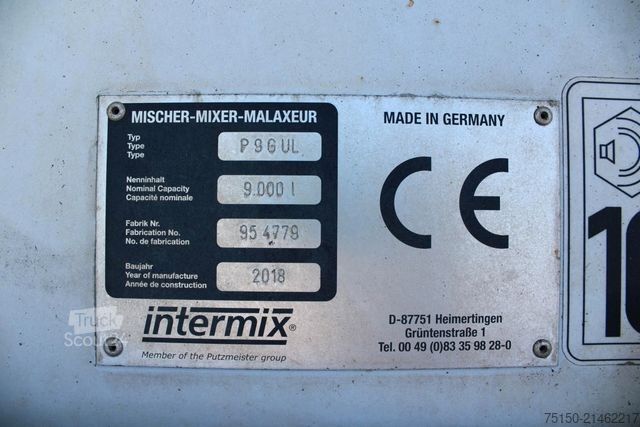 MISCHER-MIXER-MALAXEUR
Typ
Type
Type
P 9 G UL
Nenninhalt
Nominal Capacity
Capacité nominale
9.000 l
Fabrik Nr.
Fabrication No.
No. de fabrication
95 4779
Baujahr
Year of manufacture
Année de construction
2018
intermix®
Member of the Putzmeister group
MADE IN GERMANY
CE
D-87751 Heimertingen
Grüntenstraße 1
Tel. 00 49 (0)83 35 98 28-0
Truck
Scout24
75150-21462217